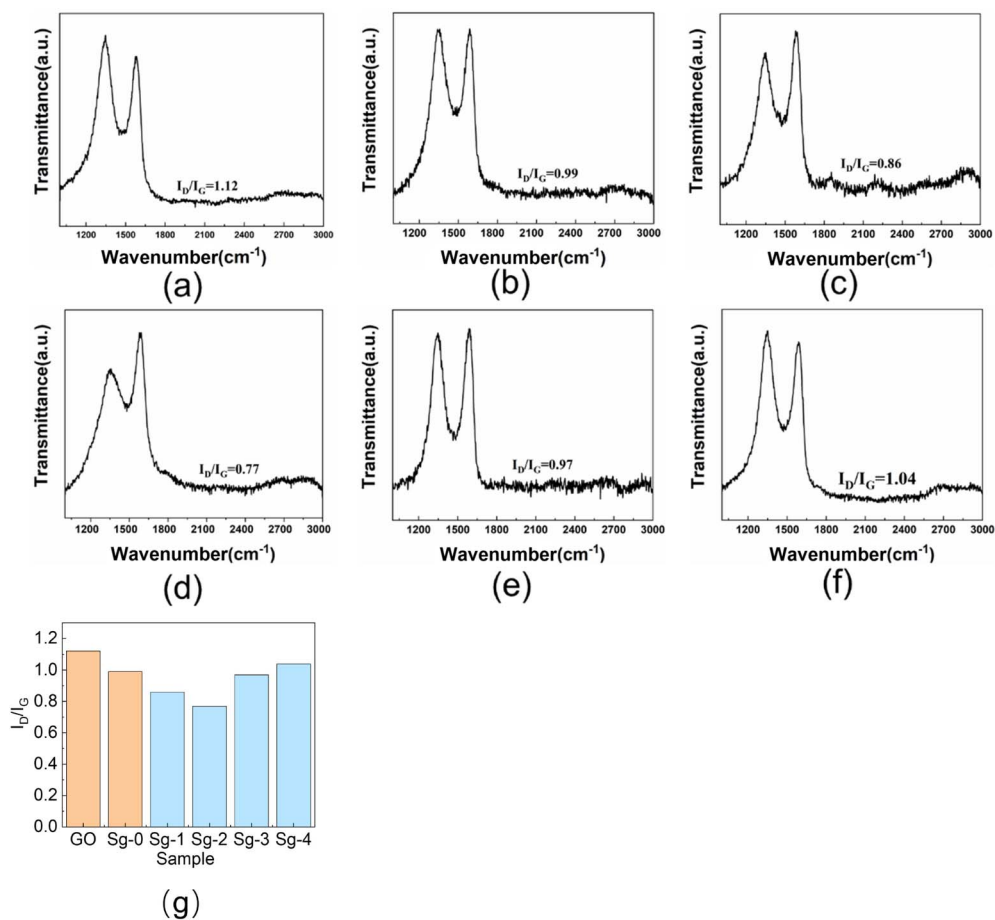 Transmittance(a.u.)
I_D/I_G=1.12
1200 1500 1800 2100 2400 2700 3000
Wavenumber(cm⁻¹)
(a)
Transmittance(a.u.)
I_D/I_G=0.99
1200 1500 1800 2100 2400 2700 3000
Wavenumber(cm⁻¹)
(b)
Transmittance(a.u.)
I_D/I_G=0.86
1200 1500 1800 2100 2400 2700 3000
Wavenumber(cm⁻¹)
(c)
Transmittance(a.u.)
I_D/I_G=0.77
1200 1500 1800 2100 2400 2700 3000
Wavenumber(cm⁻¹)
(d)
Transmittance(a.u.)
I_D/I_G=0.97
1200 1500 1800 2100 2400 2700 3000
Wavenumber(cm⁻¹)
(e)
Transmittance(a.u.)
I_D/I_G=1.04
1200 1500 1800 2100 2400 2700 3000
Wavenumber(cm⁻¹)
(f)
I_D/I_G
1.2
1.0
0.8
0.6
0.4
0.2
0.0
GO Sg-0 Sg-1 Sg-2 Sg-3 Sg-4
Sample
(g)